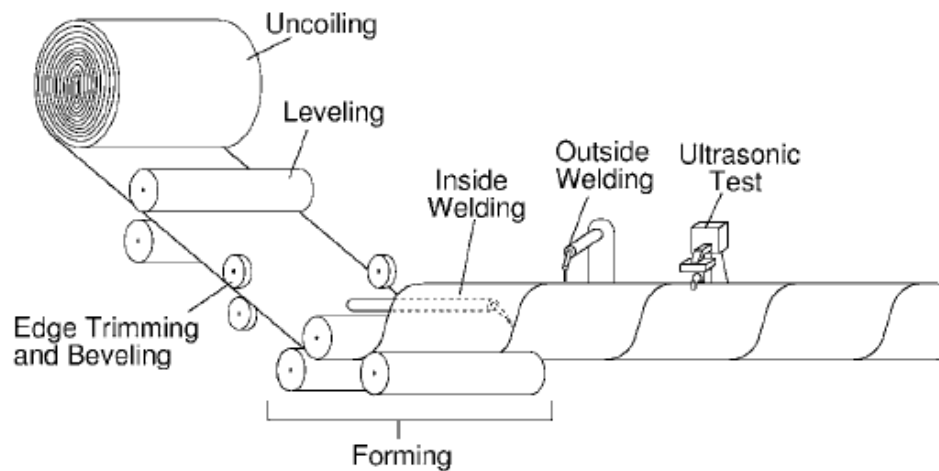 Uncoiling
Leveling
Inside
Welding
Outside
Welding
Ultrasonic
Test
Edge Trimming
and Beveling
Forming